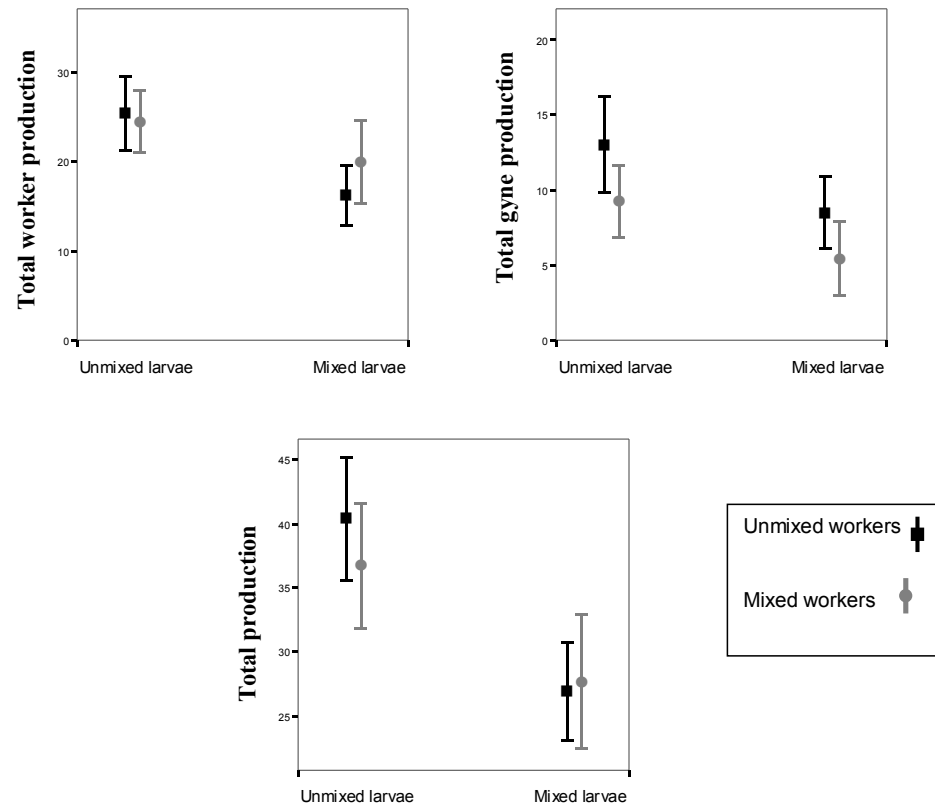 Total worker production
30
20
10
0
Unmixed larvae
Mixed larvae
Total gyne production
20
15
10
5
0
Unmixed larvae
Mixed larvae
Total production
45
40
35
30
25
Unmixed larvae
Mixed larvae
Unmixed workers
Mixed workers